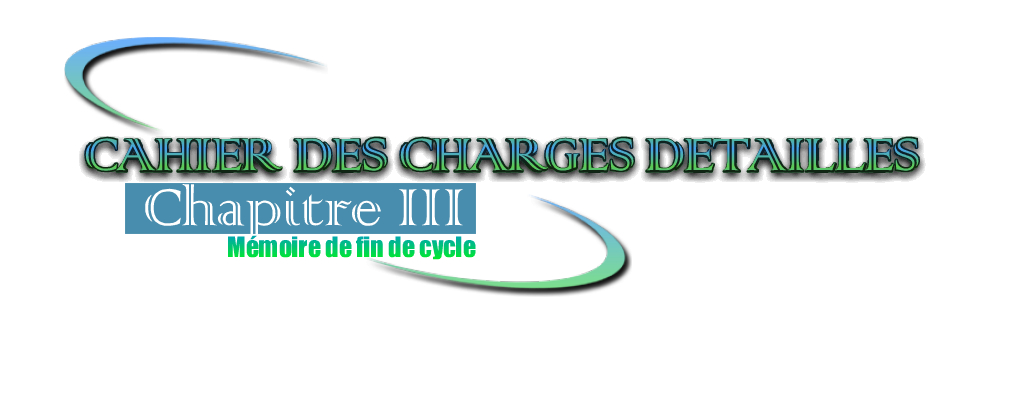 CAHIER DES CHARGES DETAILLES
Chapitre III
Mémoire de fin de cycle